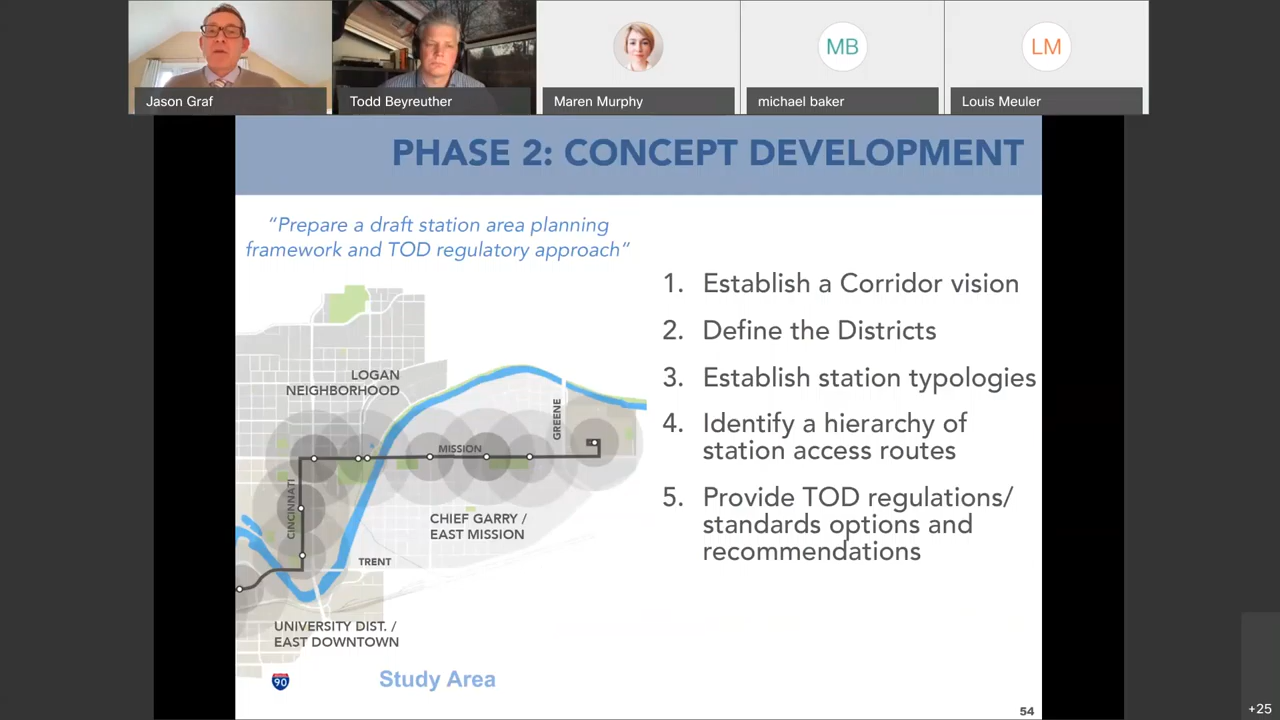 Jason Graf
Todd Beyreuther
Maren Murphy
MB
michael baker
LM
Louis Meuler
PHASE 2: CONCEPT DEVELOPMENT
“Prepare a draft station area planning
framework and TOD regulatory approach”
1. Establish a Corridor vision
2. Define the Districts
3. Establish station typologies
4. Identify a hierarchy of
station access routes
5. Provide TOD regulations/
standards options and
recommendations
LOGAN
NEIGHBORHOOD
GREENE
MISSION
CINCINNATI
CHIEF GARRY /
EAST MISSION
TRENT
UNIVERSITY DIST. /
EAST DOWNTOWN
90
Study Area
54
+25